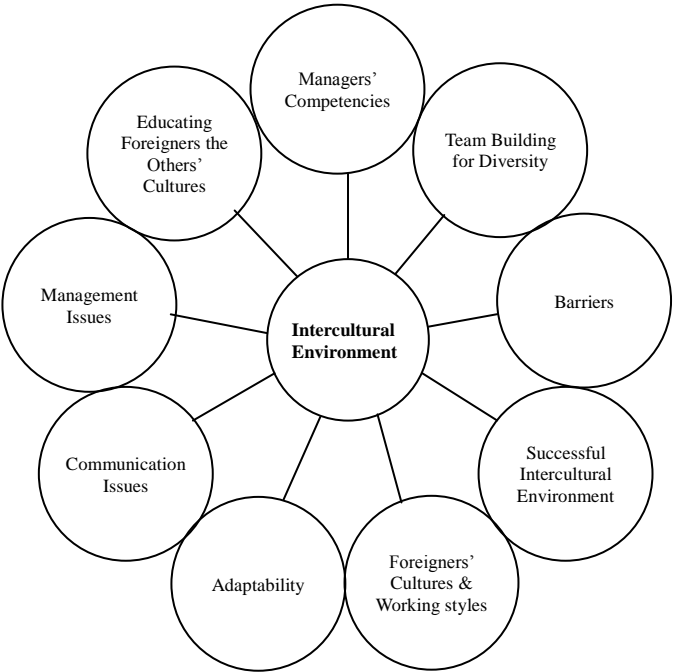 Managers’
Competencies
Team Building
for Diversity
Barriers
Successful
Intercultural
Environment
Foreigners’
Cultures &
Working styles
Adaptability
Communication
Issues
Management
Issues
Educating
Foreigners the
Others’
Cultures
Intercultural
Environment